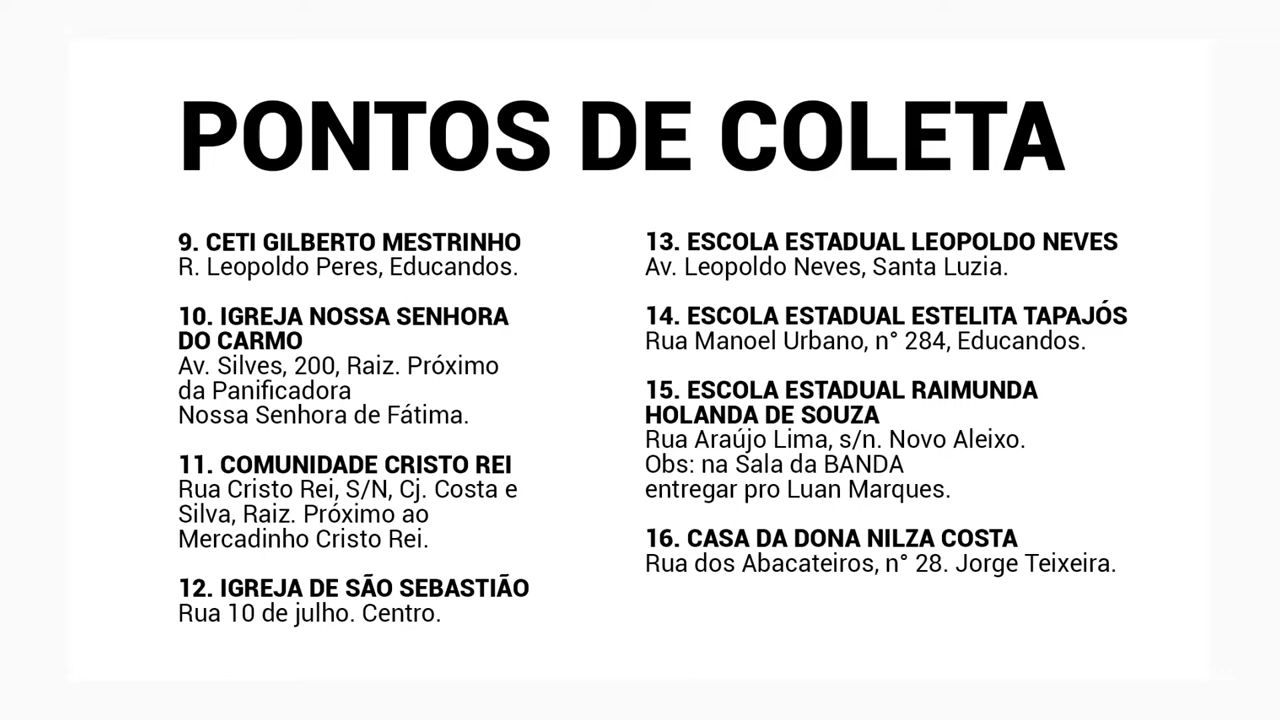 PONTOS DE COLETA
9. CETI GILBERTO MESTRINHO
R. Leopoldo Peres, Educandos.
10. IGREJA NOSSA SENHORA
DO CARMO
Av. Silves, 200, Raiz. Próximo
da Panificadora
Nossa Senhora de Fátima.
11. COMUNIDADE CRISTO REI
Rua Cristo Rei, S/N, Cj. Costa e
Silva, Raiz. Próximo ao
Mercadinho Cristo Rei.
12. IGREJA DE SÃO SEBASTIÃO
Rua 10 de julho. Centro.
13. ESCOLA ESTADUAL LEOPOLDO NEVES
Av. Leopoldo Neves, Santa Luzia.
14. ESCOLA ESTADUAL ESTELITA TAPAJÓS
Rua Manoel Urbano, n° 284, Educandos.
15. ESCOLA ESTADUAL RAIMUNDA
HOLANDA DE SOUZA
Rua Araújo Lima, s/n. Novo Aleixo.
Obs: na Sala da BANDA
entregar pro Luan Marques.
16. CASA DA DONA NILZA COSTA
Rua dos Abacateiros, n° 28. Jorge Teixeira.